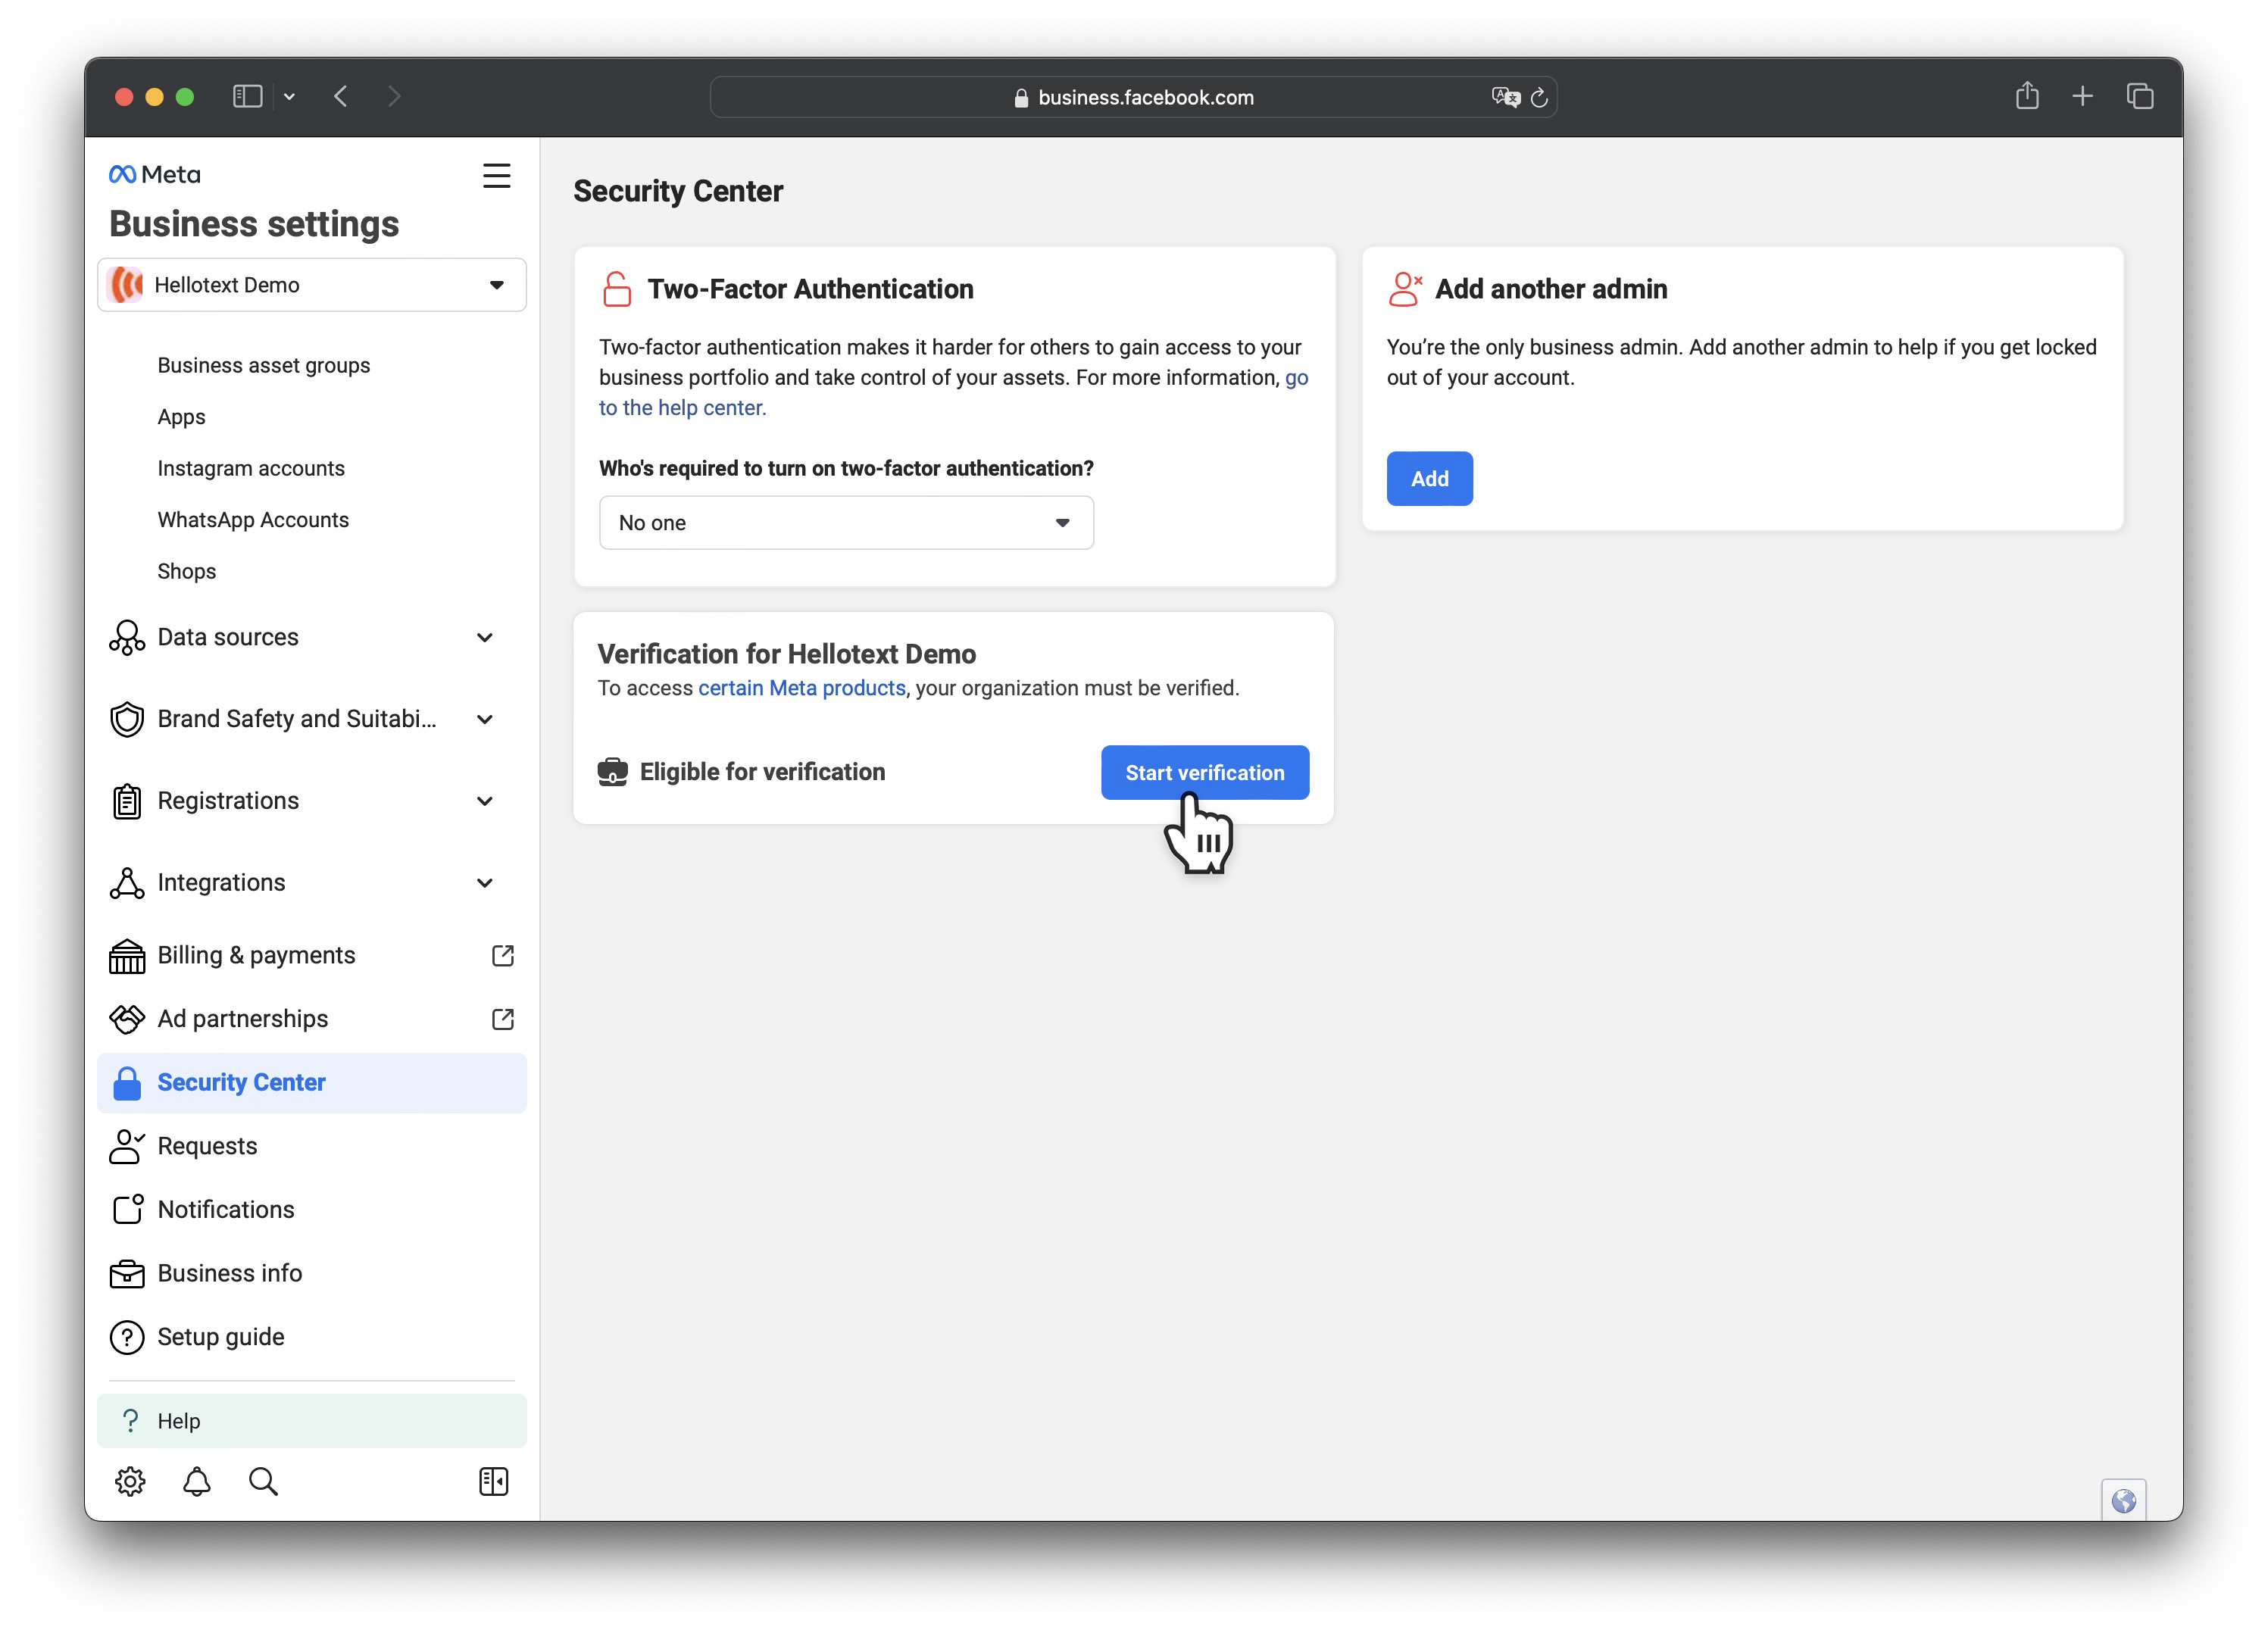 business.facebook.com
Meta
Business settings
Hellotext Demo
Business asset groups
Apps
Instagram accounts
WhatsApp Accounts
Shops
Data sources
Brand Safety and Suitabi...
Registrations
Integrations
Billing & payments
Ad partnerships
Security Center
Requests
Notifications
Business info
Setup guide
Help
Security Center
Two-Factor Authentication
Two-factor authentication makes it harder for others to gain access to your
business portfolio and take control of your assets. For more information, go
to the help center.
Who's required to turn on two-factor authentication?
No one
Add another admin
You’re the only business admin. Add another admin to help if you get locked
out of your account.
Add
Verification for Hellotext Demo
To access certain Meta products, your organization must be verified.
Eligible for verification
Start verification